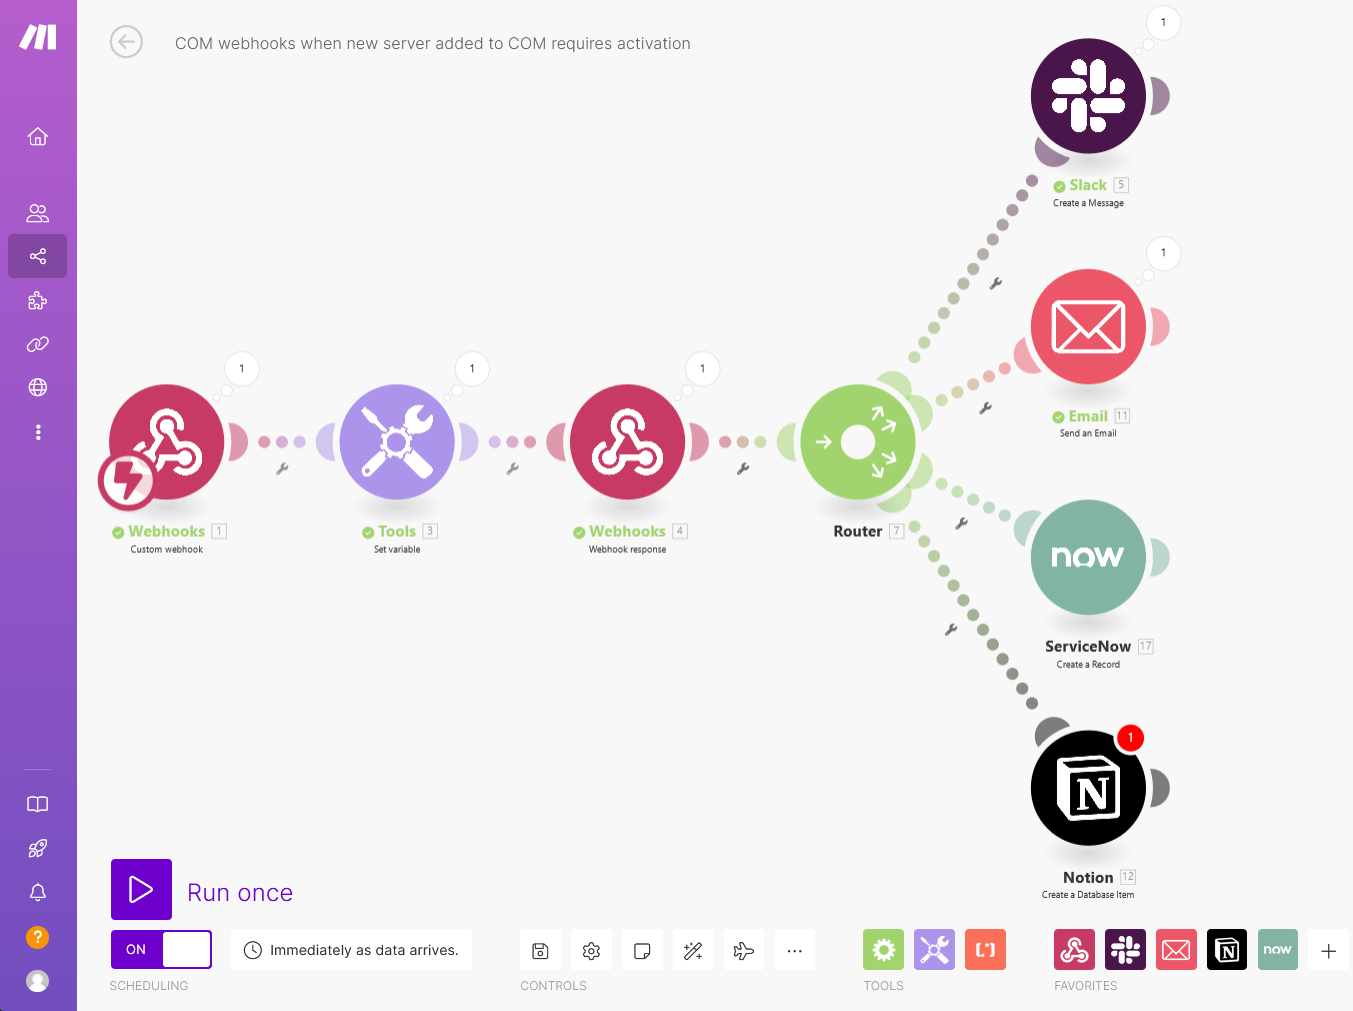 COM webhooks when new server added to COM requires activation
1
Slack 5
Create a Message
1
Email 11
Send an Email
1
1
1
Webhooks 1
Custom webhook
Tools 3
Set variable
Webhooks 4
Webhook response
Router 7
now
ServiceNow 17
Create a Record
1
N
Notion 12
Create a Database Item
Run once
ON
Immediately as data arrives.
...
[.*]
N
now
SCHEDULING
CONTROLS
TOOLS
FAVORITES
?